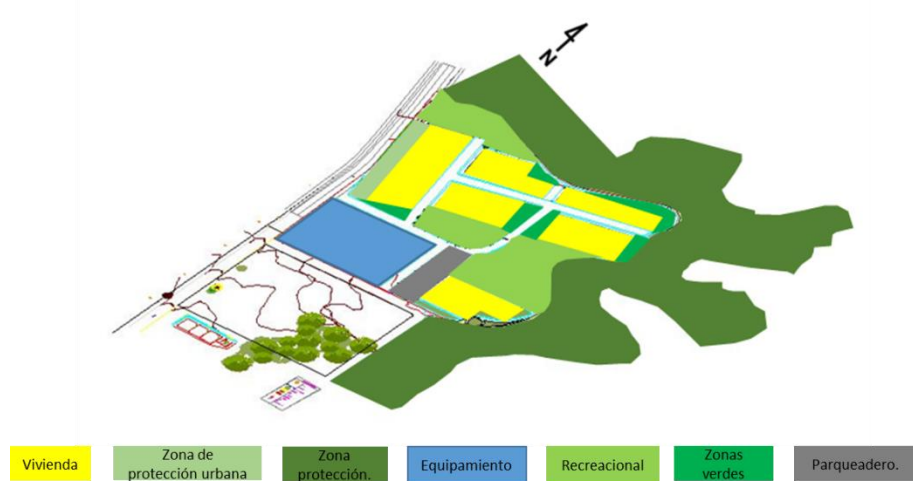 N
Vivienda
Zona de
protección urbana
Zona
protección.
Equipamiento
Recreacional
Zonas
verdes
Parqueadero.